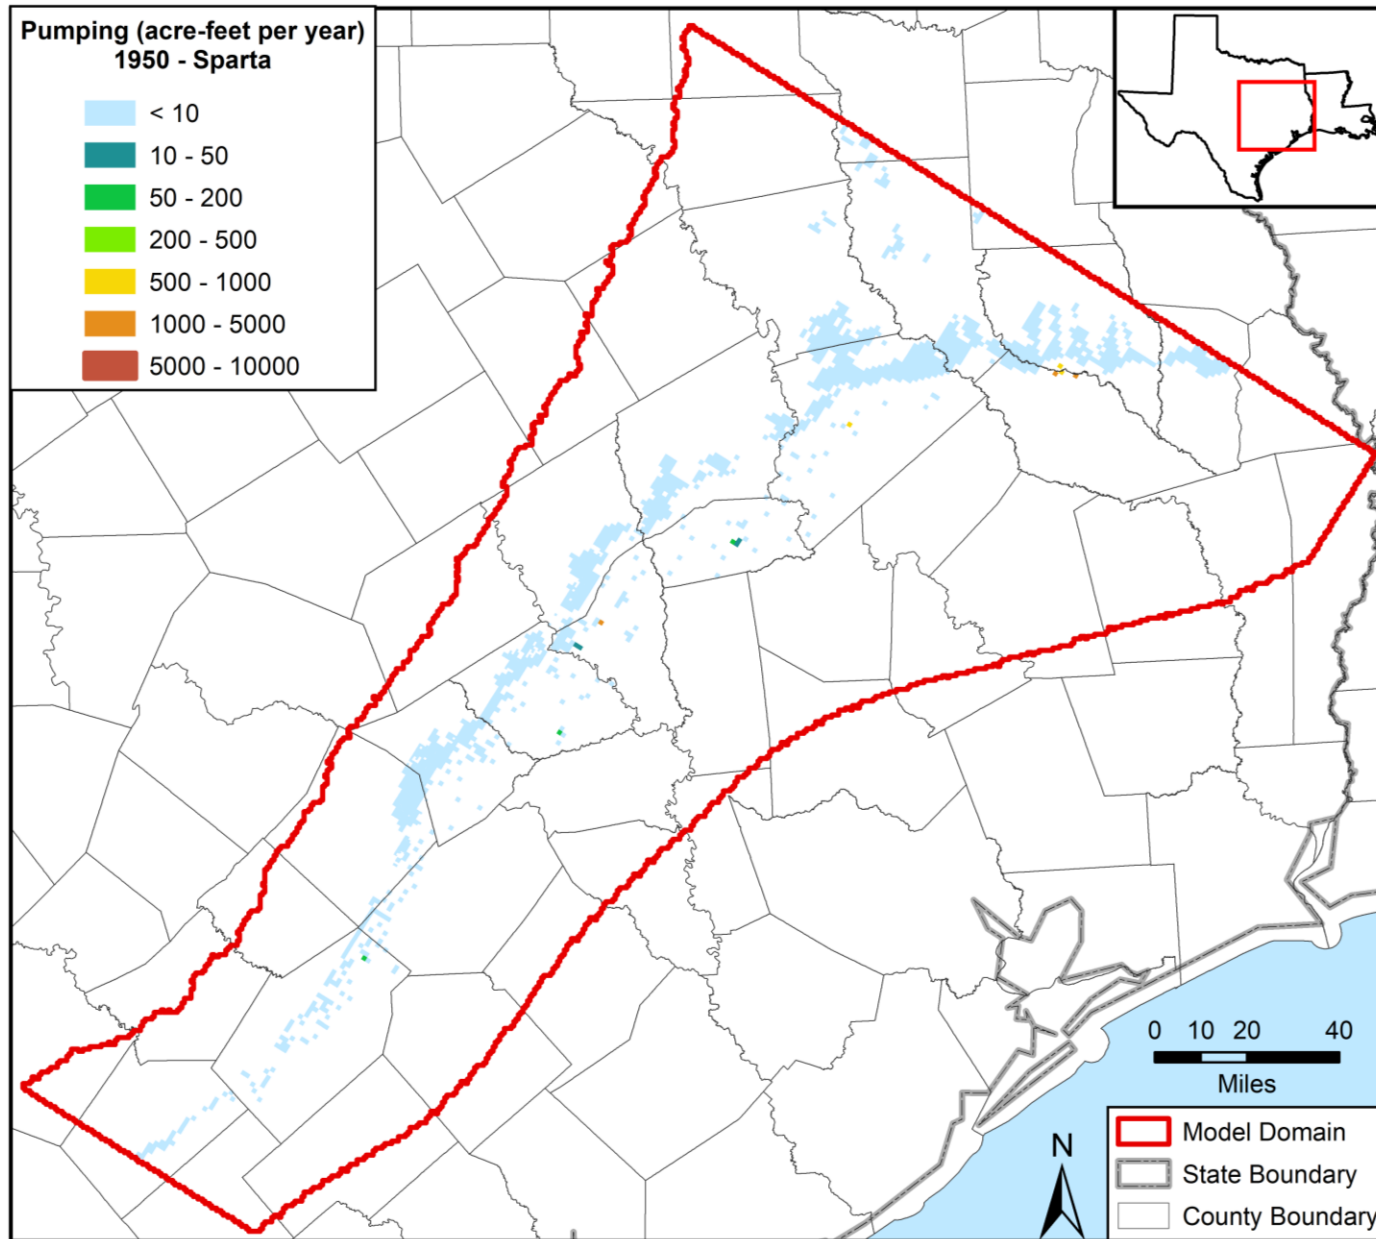 Pumping (acre-feet per year)
1950 - Sparta
< 10
10 - 50
50 - 200
200 - 500
500 - 1000
1000 - 5000
5000 - 10000
0 10 20 40
Miles
N
Model Domain
State Boundary
County Boundary